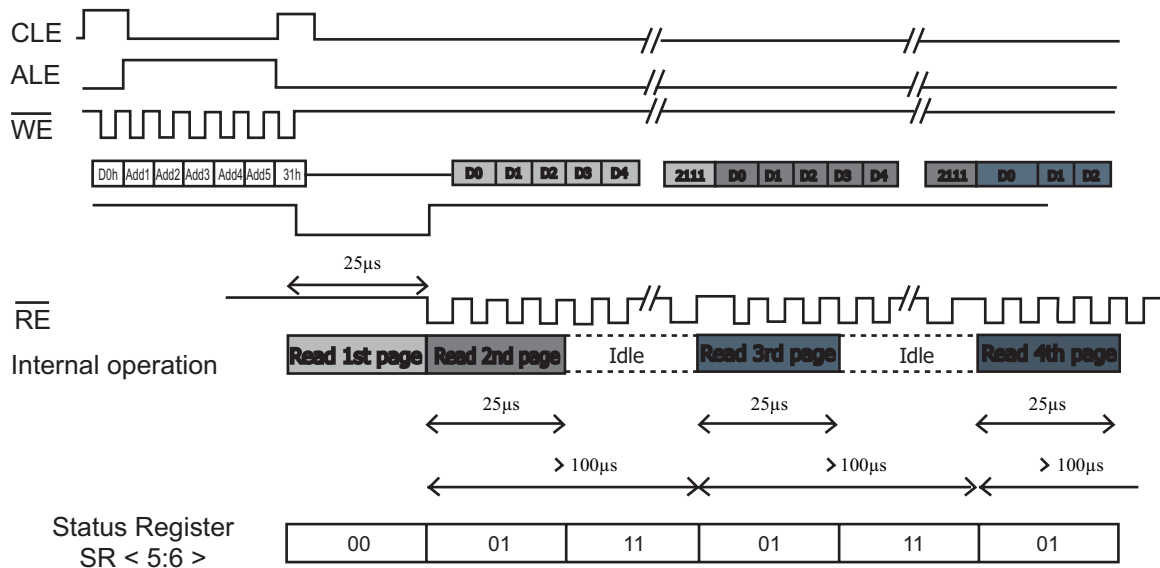 CLE
ALE
WE
D0h Add1 Add2 Add3 Add4 Add5 31h D0 D1 D2 D3 D4 2111 D0 D1 D2 D3 D4 2111 D0 D1 D2
25µs
RE
Internal operation Read 1st page Read 2nd page Idle Read 3rd page Idle Read 4th page
25µs 25µs 25µs
> 100µs > 100µs > 100µs
Status Register
SR < 5:6 >
00 01 11 01 11 01